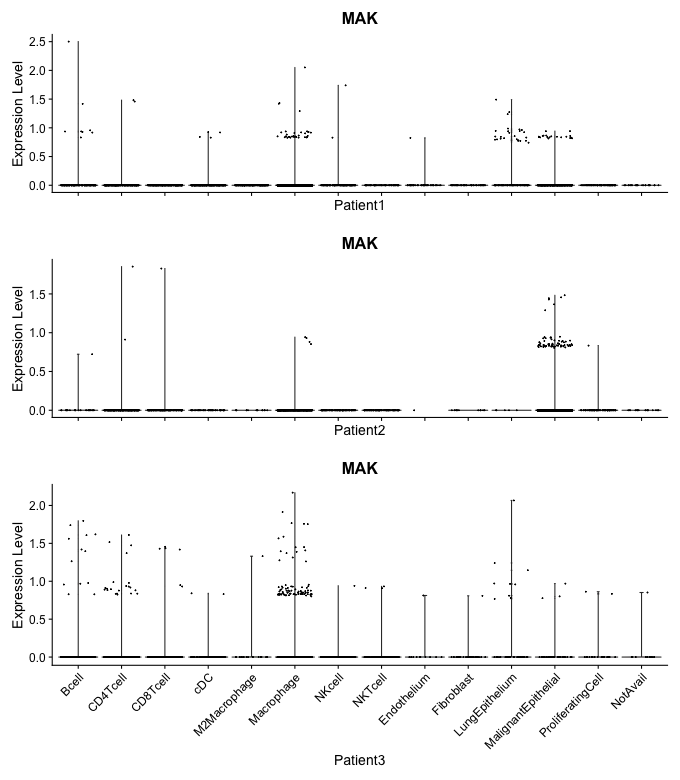 MAK
Expression Level
2.5
2.0
1.5
1.0
0.5
0.0
Patient1
MAK
Expression Level
1.5
1.0
0.5
0.0
Patient2
MAK
Expression Level
2.0
1.5
1.0
0.5
0.0
Bcell
CD4Tcell
CD8Tcell
cDC
M2Macrophage
Macrophage
NKcell
NKTcell
Endothelium
Fibroblast
LungEpithelium
MalignantEpithelial
ProliferatingCell
NotAvail
Patient3